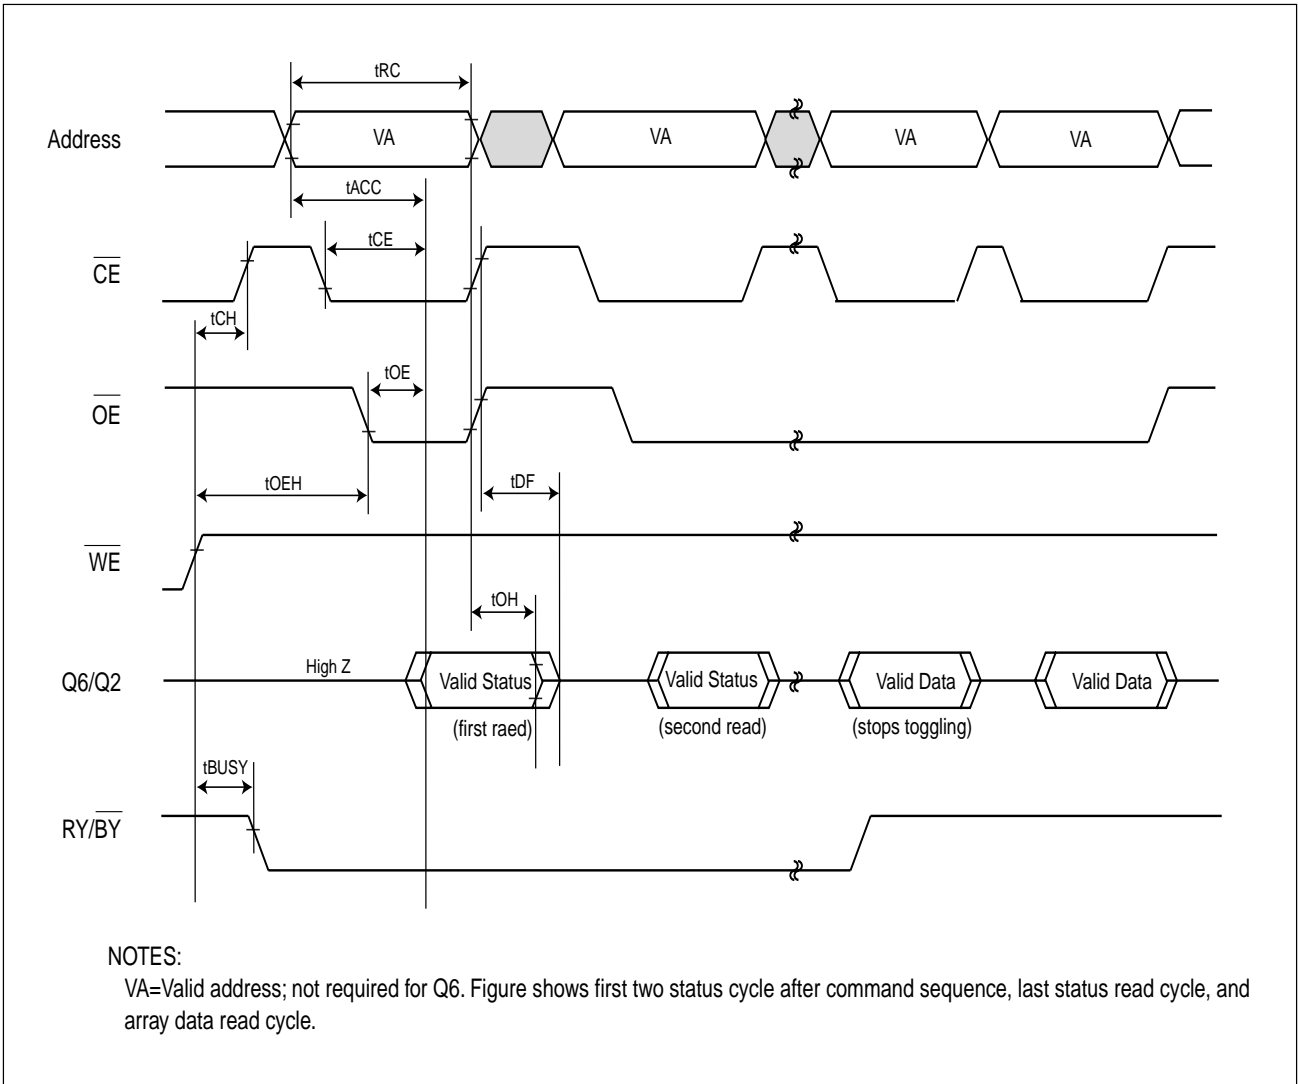 tRC
Address VA VA VA VA
tACC
tCE
CE
tCH
tOE
OE
tOEH tDF
WE
tOH
High Z
Q6/Q2 Valid Status Valid Status Valid Data Valid Data
(first raed) (second read) (stops toggling)
tBUSY
RY/BY
NOTES:
VA=Valid address; not required for Q6. Figure shows first two status cycle after command sequence, last status read cycle, and
array data read cycle.